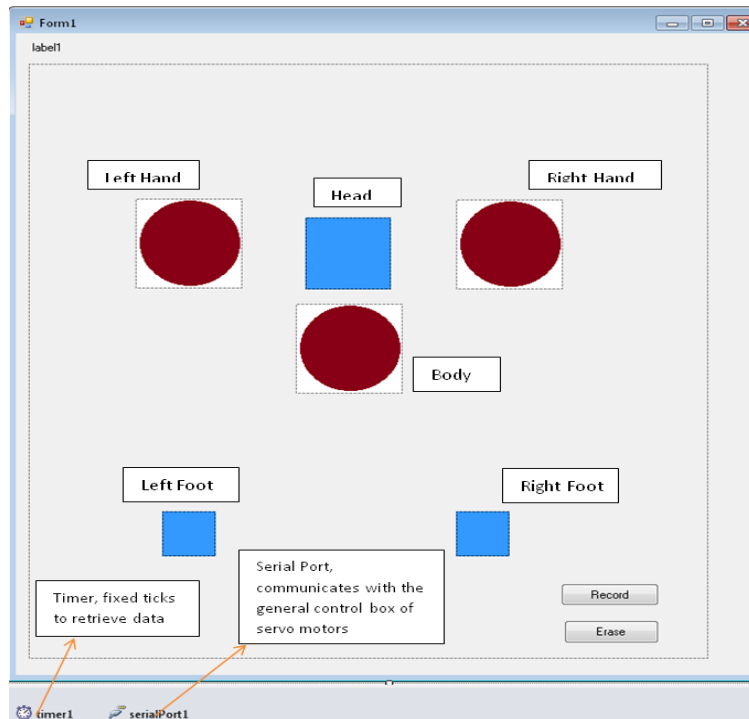 Form1
label1
Left Hand
Right Hand
Head
Body
Left Foot
Right Foot
Serial Port,
communicates with the
general control box of
servo motors
Timer, fixed ticks
to retrieve data
Record
Erase
timer1
serialPort1